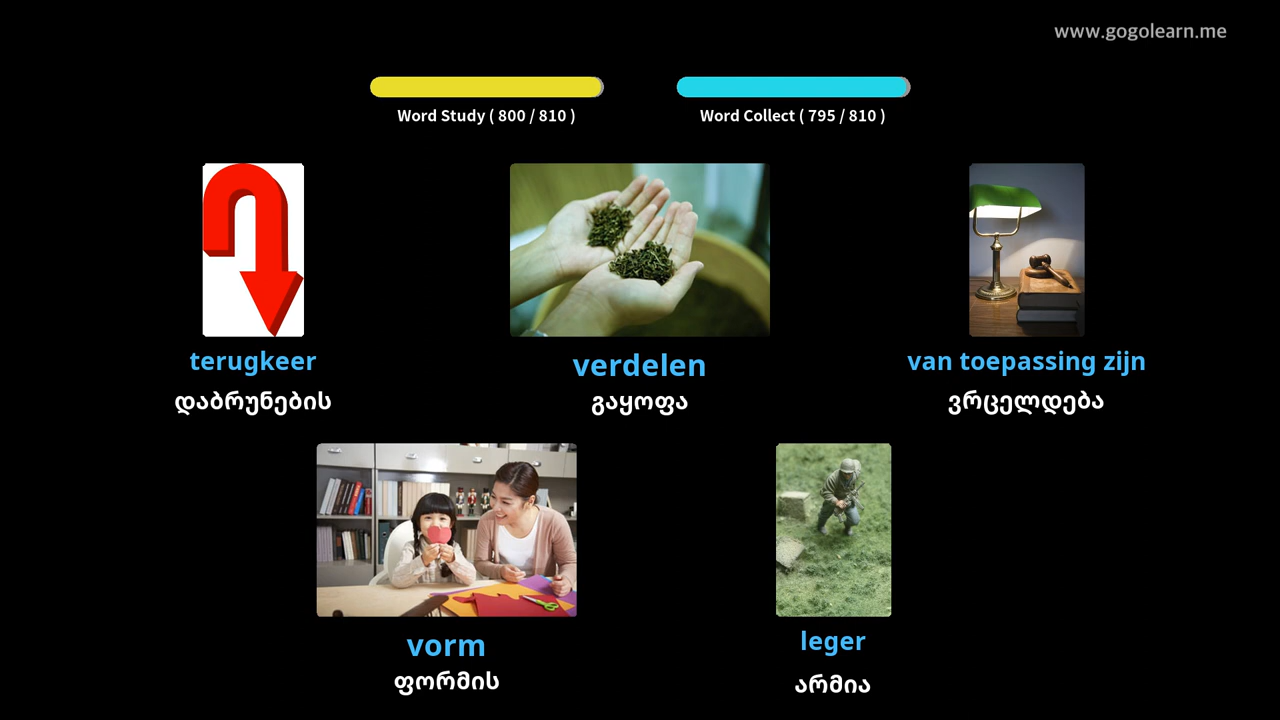 www.gogolearn.me
Word Study ( 800 / 810 )
Word Collect ( 795 / 810 )
terugkeer
დაბრუნების
verdelen
გაყოფა
van toepassing zijn
ვრცელდება
vorm
ფორმის
leger
არმია